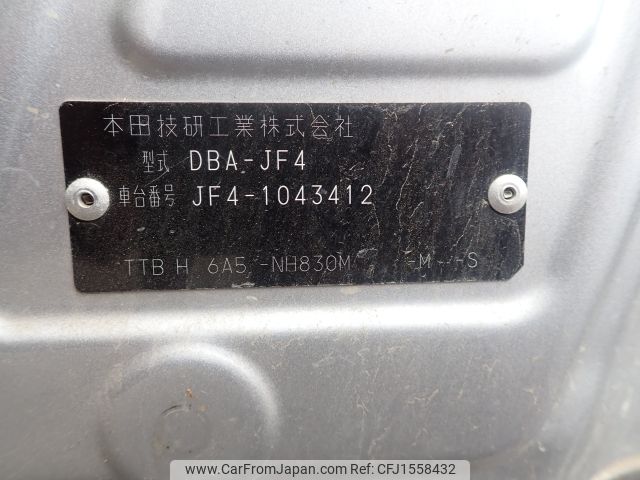 本田技研工業株式会社
型式 DBA-JF4
車台番号 JF4-1043412
TTB H 6A5 -NH830M -M--S
www.CarFromJapan.com - CFJ1558432